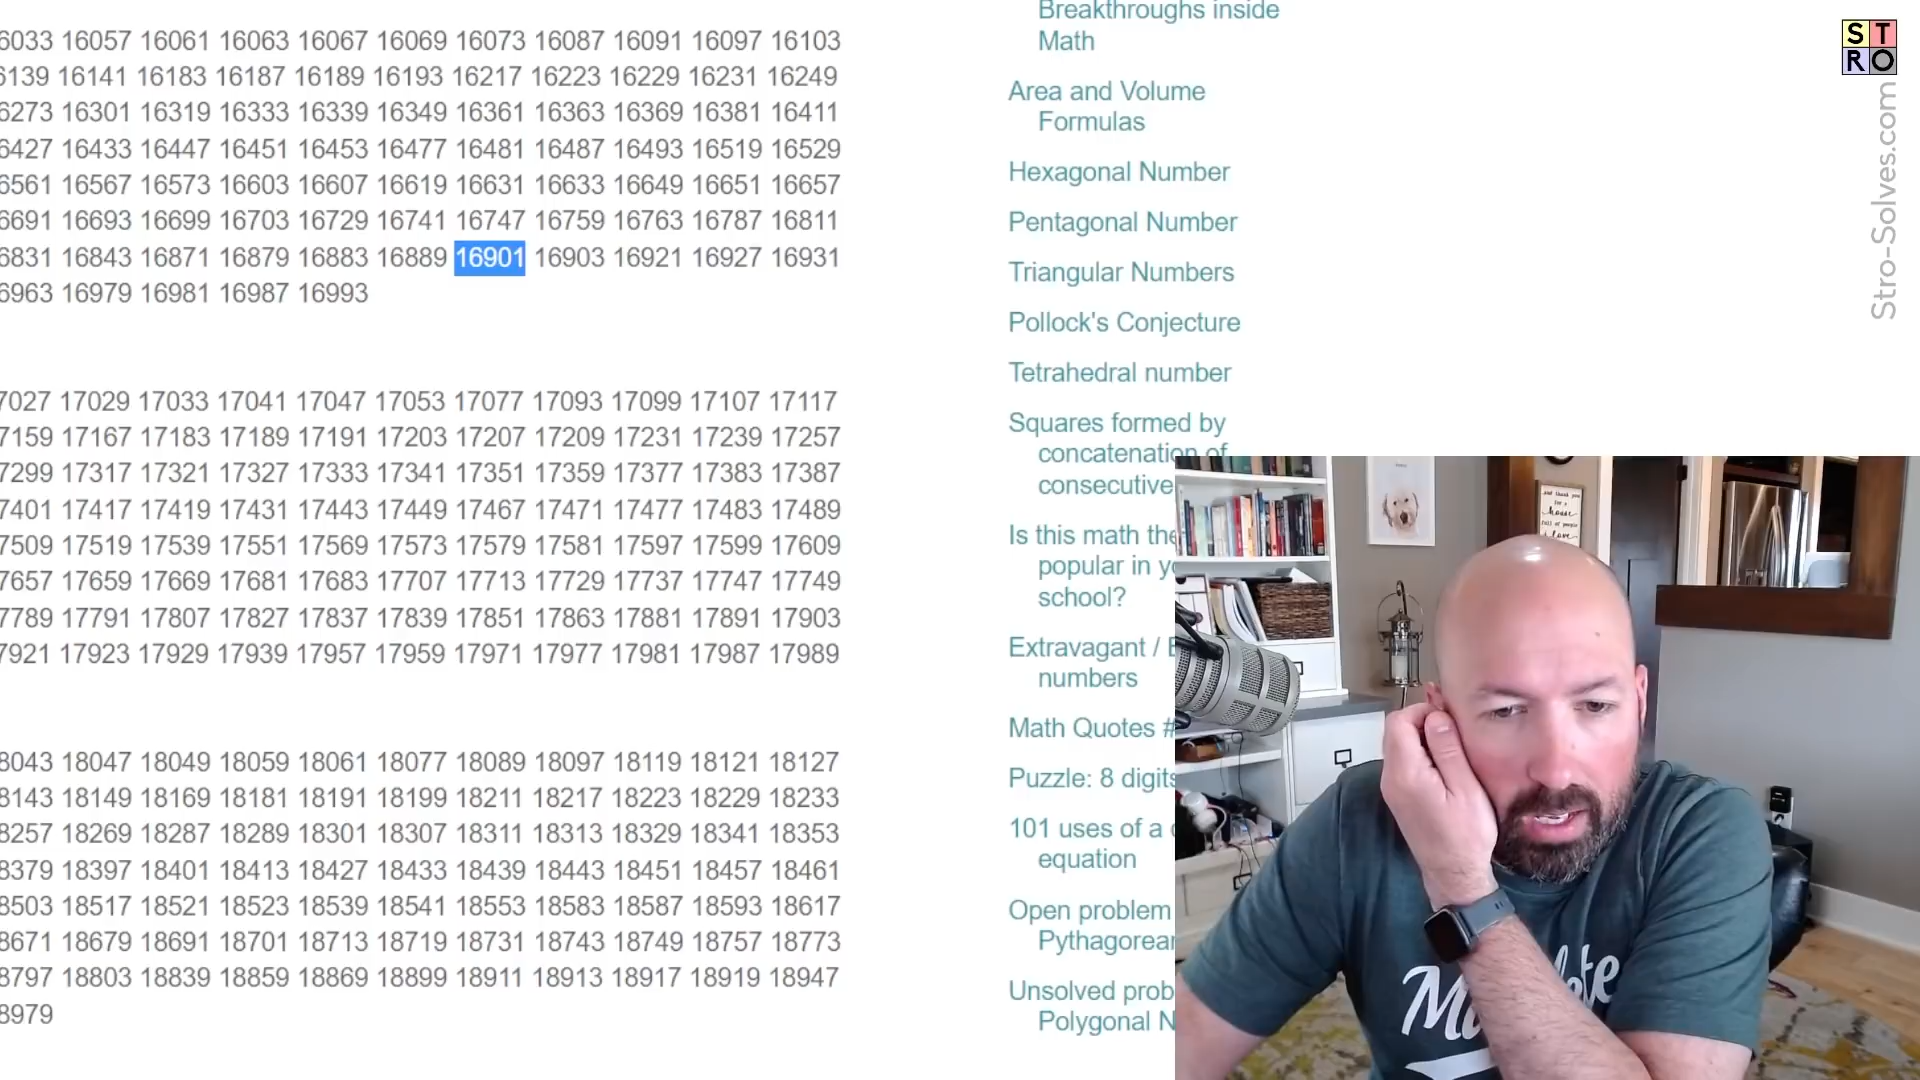 6033 16057 16061 16063 16067 16069 16073 16087 16091 16097 16103
6139 16141 16183 16187 16189 16193 16217 16223 16229 16231 16249
6273 16301 16319 16333 16339 16349 16361 16363 16369 16381 16411
6427 16433 16447 16451 16453 16477 16481 16487 16493 16519 16529
6561 16567 16573 16603 16607 16619 16631 16633 16649 16651 16657
6691 16693 16699 16703 16729 16741 16747 16759 16763 16787 16811
6831 16843 16871 16879 16883 16889 16901 16903 16921 16927 16931
6963 16979 16981 16987 16993
7027 17029 17033 17041 17047 17053 17077 17093 17099 17107 17117
7159 17167 17183 17189 17191 17203 17207 17209 17231 17239 17257
7299 17317 17321 17327 17333 17341 17351 17359 17377 17383 17387
7401 17417 17419 17431 17443 17449 17467 17471 17477 17483 17489
7509 17519 17539 17551 17569 17573 17579 17581 17597 17599 17609
7657 17659 17669 17681 17683 17707 17713 17729 17737 17747 17749
7789 17791 17807 17827 17837 17839 17851 17863 17881 17891 17903
7921 17923 17929 17939 17957 17959 17971 17977 17981 17987 17989
8043 18047 18049 18059 18061 18077 18089 18097 18119 18121 18127
8143 18149 18169 18181 18191 18199 18211 18217 18223 18229 18233
8257 18269 18287 18289 18301 18307 18311 18313 18329 18341 18353
8379 18397 18401 18413 18427 18433 18439 18443 18451 18457 18461
8503 18517 18521 18523 18539 18541 18553 18583 18587 18593 18617
8671 18679 18691 18701 18713 18719 18731 18743 18749 18757 18773
8797 18803 18839 18859 18869 18899 18911 18913 18917 18919 18947
8979
Breakthroughs inside
Math
Area and Volume
Formulas
Hexagonal Number
Pentagonal Number
Triangular Numbers
Pollock's Conjecture
Tetrahedral number
Squares formed by
concatenation of
consecutive
Is this math the
popular in
school?
Extravagant /
numbers
Math Quotes #
Puzzle: 8 digits
101 uses of a
equation
Open problem
Pythagorean
Unsolved prob
Polygonal N
ST
RO
Stro-Solves.com
and thank you
for a
house
full of people
i love